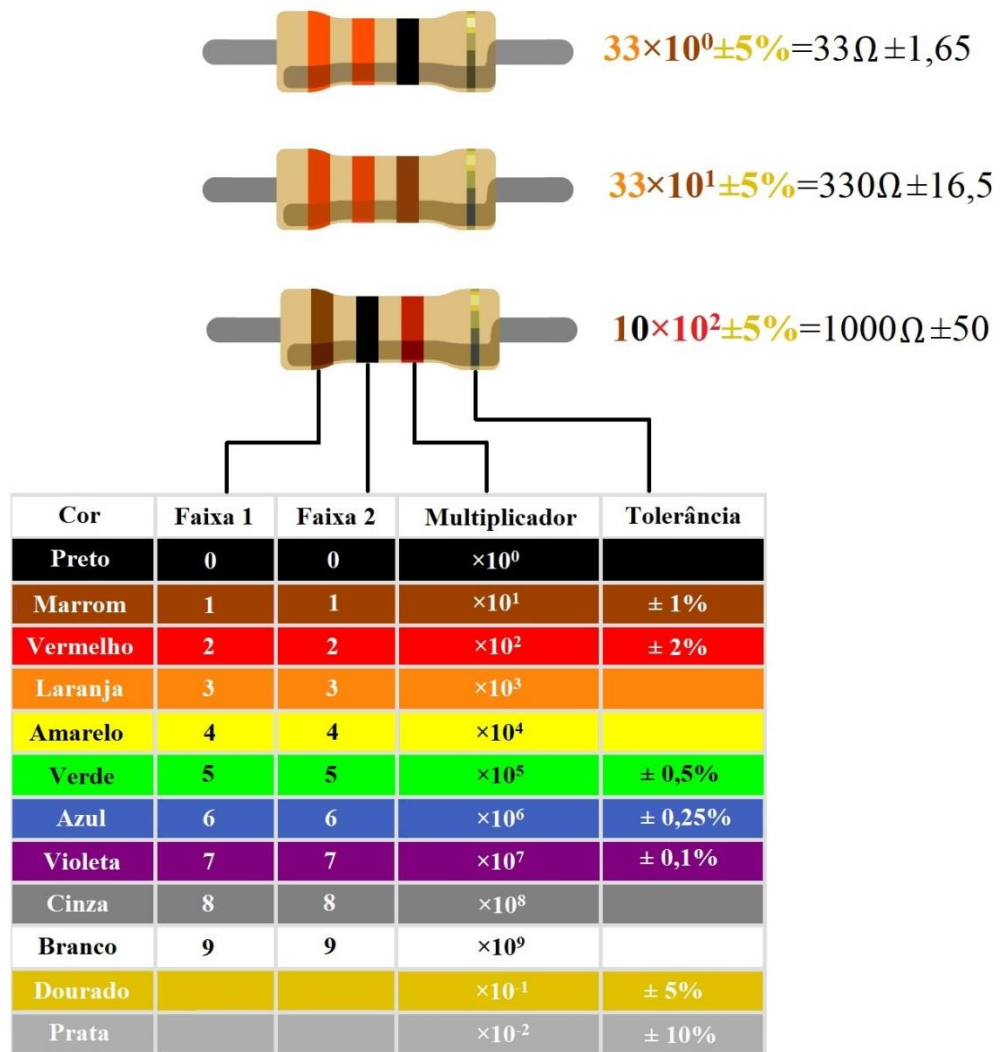 33×10⁰±5%=33Ω±1,65
33×10¹±5%=330Ω±16,5
10×10²±5%=1000Ω±50
Cor Faixa 1 Faixa 2 Multiplicador Tolerância
Preto 0 0 ×10⁰
Marrom 1 1 ×10¹ ± 1%
Vermelho 2 2 ×10² ± 2%
Laranja 3 3 ×10³
Amarelo 4 4 ×10⁴
Verde 5 5 ×10⁵ ± 0,5%
Azul 6 6 ×10⁶ ± 0,25%
Violeta 7 7 ×10⁷ ± 0,1%
Cinza 8 8 ×10⁸
Branco 9 9 ×10⁹
Dourado ×10⁻¹ ± 5%
Prata ×10⁻² ± 10%